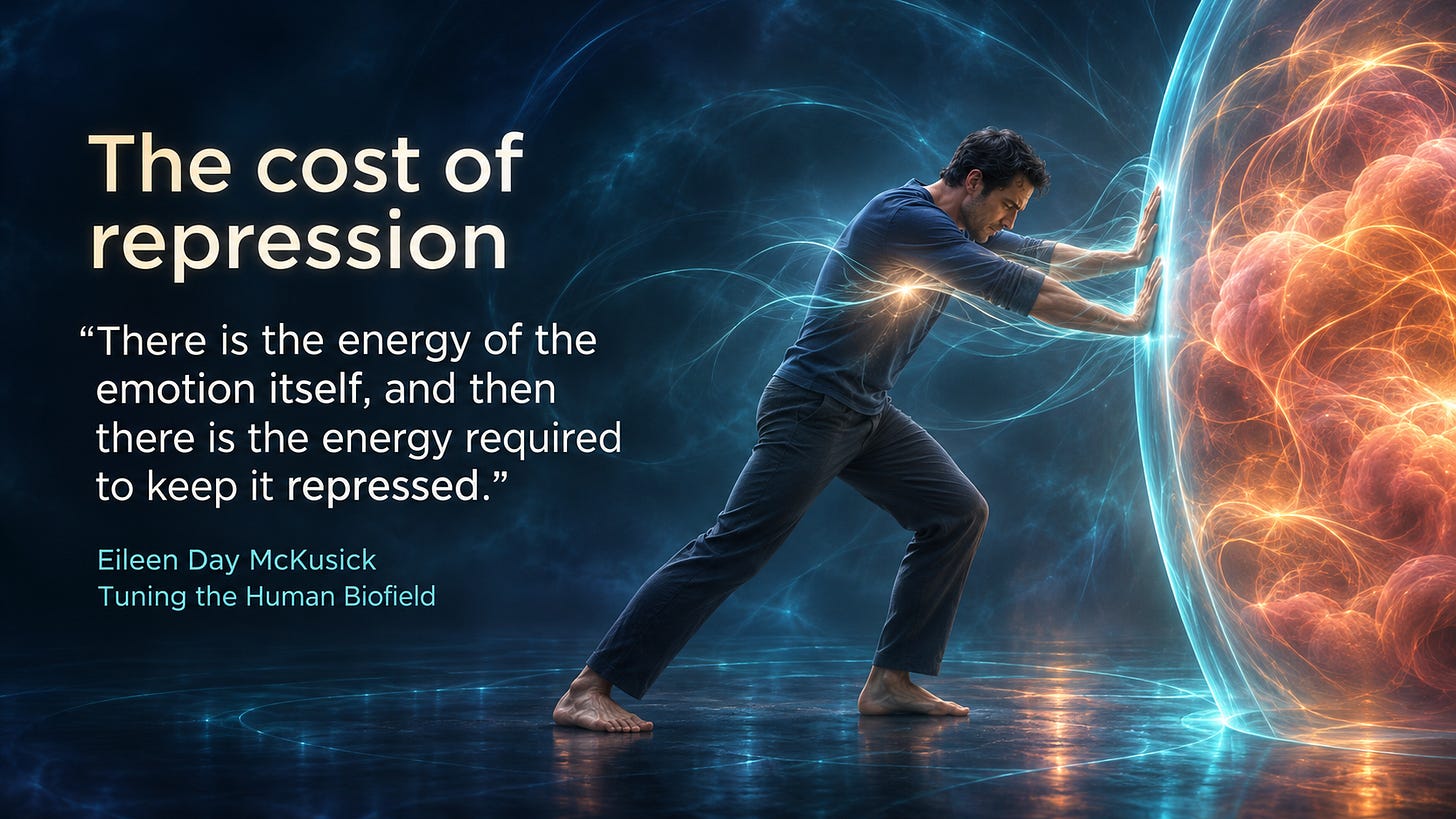 The cost of
repression
“There is the energy of the
emotion itself, and then
there is the energy required
to keep it repressed.”
Eileen Day McKusick
Tuning the Human Biofield